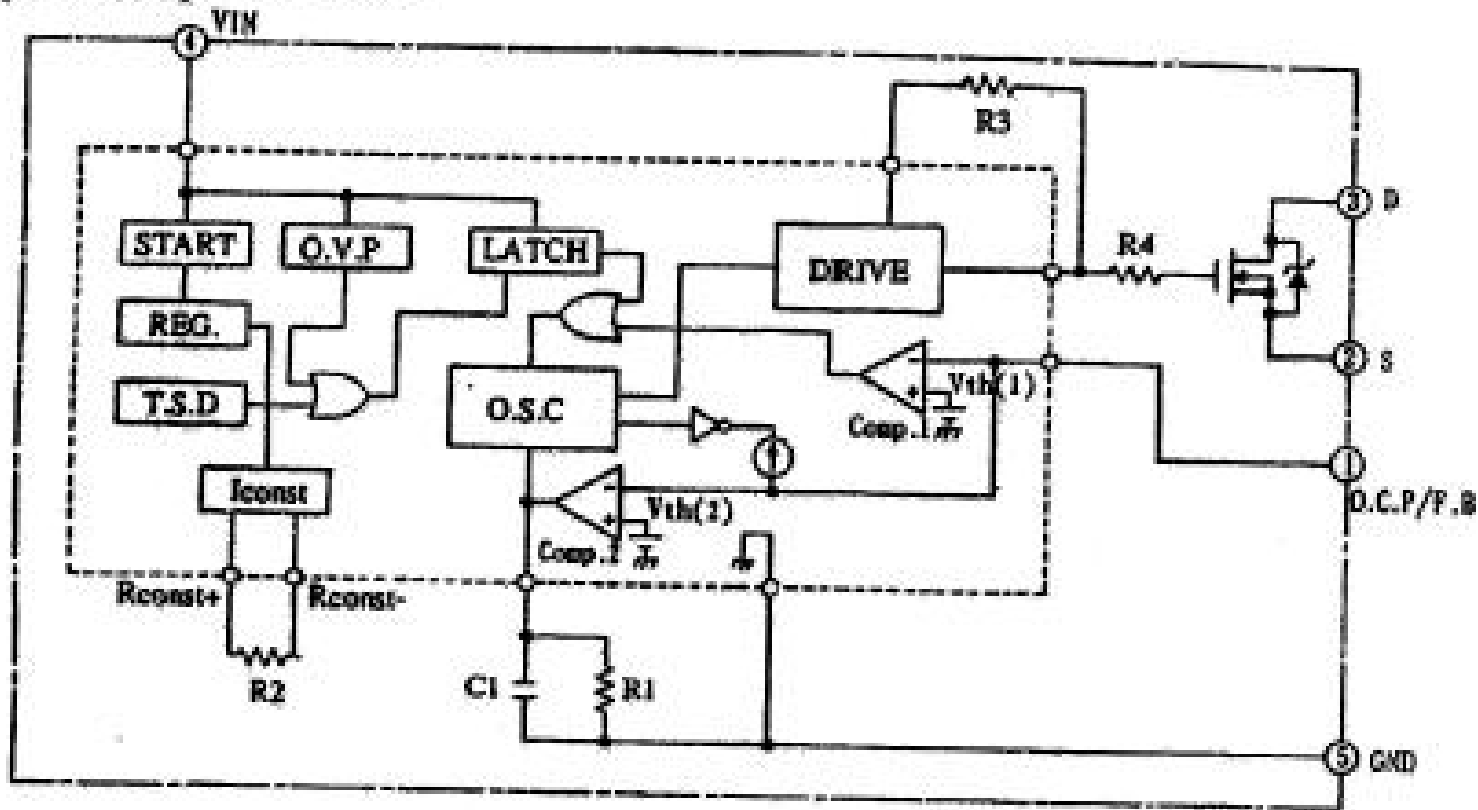 4 VIN
R3
3 D
START
O.V.P
LATCH
DRIVE
R4
REG.
2 S
T.S.D
O.S.C
Vth(1)
Comp.1
1
O.C.P/F.B
Iconst
Vth(2)
Comp.2
Rconst+
Rconst-
R2
C1
R1
5 GND